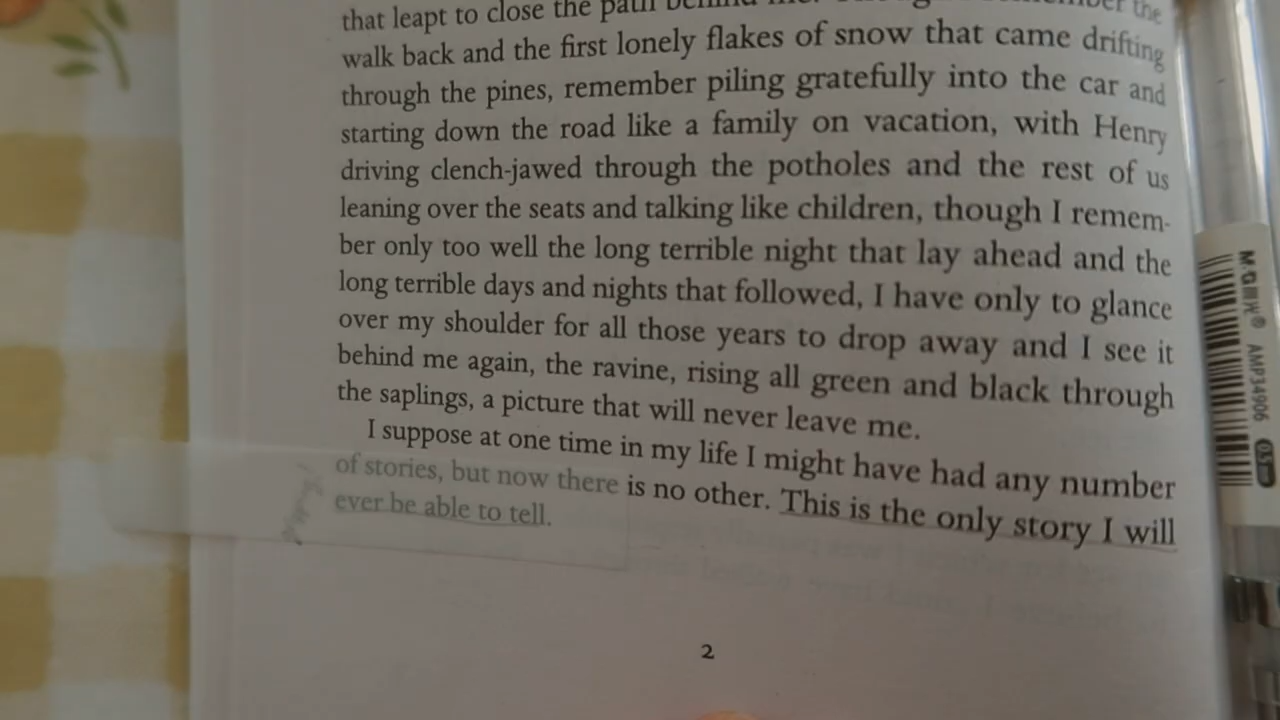 that leapt to close the path behind me. Though I remember the
walk back and the first lonely flakes of snow that came drifting
through the pines, remember piling gratefully into the car and
starting down the road like a family on vacation, with Henry
driving clench-jawed through the potholes and the rest of us
leaning over the seats and talking like children, though I remem-
ber only too well the long terrible night that lay ahead and the
long terrible days and nights that followed, I have only to glance
over my shoulder for all those years to drop away and I see it
behind me again, the ravine, rising all green and black through
the saplings, a picture that will never leave me.
I suppose at one time in my life I might have had any number
of stories, but now there is no other. This is the only story I will
ever be able to tell.
2
M&G
AMP34906